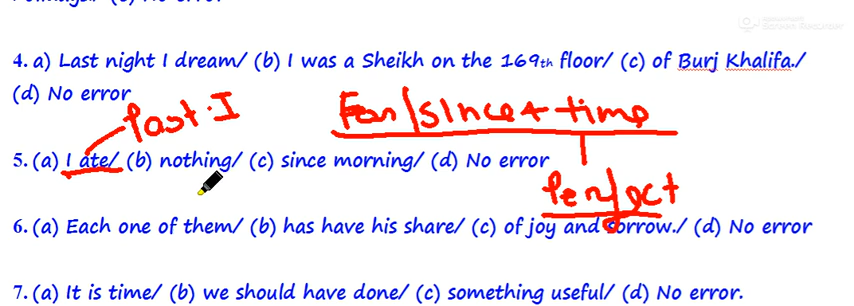 (d) No error
4. a) Last night I dream/ (b) I was a Sheikh on the 169th floor/ (c) of Burj Khalifa./
(d) No error
Past·I
For/since + time
5. (a) I ate/ (b) nothing/ (c) since morning/ (d) No error
Perfect
6. (a) Each one of them/ (b) has have his share/ (c) of joy and sorrow./ (d) No error
7. (a) It is time/ (b) we should have done/ (c) something useful/ (d) No error.